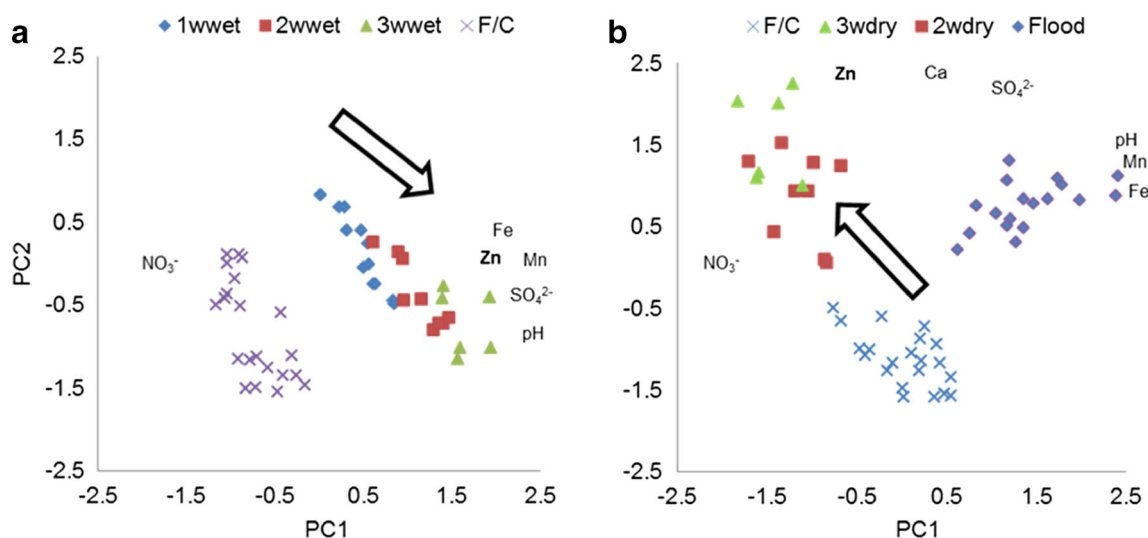 a
1wwet 2wwet 3wwet F/C
2.5
1.5
0.5
-0.5
-1.5
-2.5
PC2
Fe
Zn Mn
NO₃⁻
SO₄²⁻
pH
-2.5 -1.5 -0.5 0.5 1.5 2.5
PC1
b
F/C 3wdry 2wdry Flood
2.5
1.5
0.5
-0.5
-1.5
-2.5
Zn Ca
SO₄²⁻
pH
Mn
Fe
NO₃⁻
-2.5 -1.5 -0.5 0.5 1.5 2.5
PC1